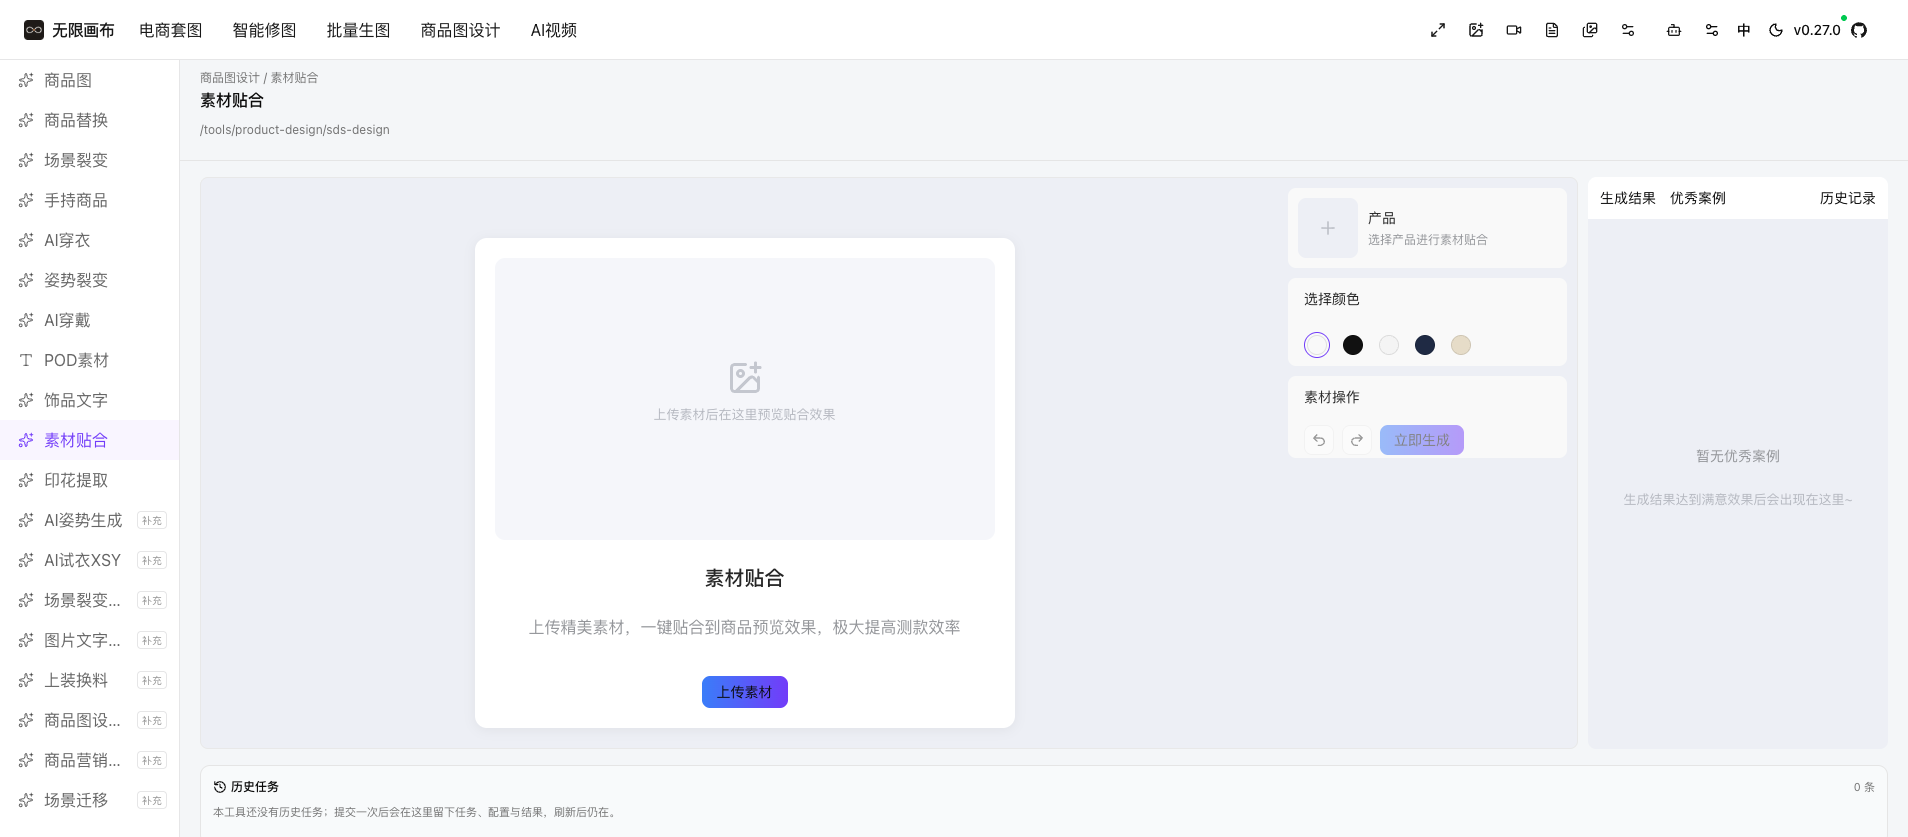 无限画布 电商套图 智能修图 批量生图 商品图设计 AI视频 中 v0.27.0
商品图
商品替换
场景裂变
手持商品
AI穿衣
姿势裂变
AI穿戴
POD素材
饰品文字
素材贴合
印花提取
AI姿势生成 补充
AI试衣XSY 补充
场景裂变... 补充
图片文字... 补充
上装换料 补充
商品图设... 补充
商品营销... 补充
场景迁移 补充
商品图设计 / 素材贴合
素材贴合
/tools/product-design/sds-design
上传素材后在这里预览贴合效果
素材贴合
上传精美素材，一键贴合到商品预览效果，极大提高测款效率
上传素材
产品
选择产品进行素材贴合
选择颜色
素材操作
立即生成
生成结果 优秀案例 历史记录
暂无优秀案例
生成结果达到满意效果后会出现在这里~
历史任务 0 条
本工具还没有历史任务；提交一次后会在这里留下任务、配置与结果，刷新后仍在。